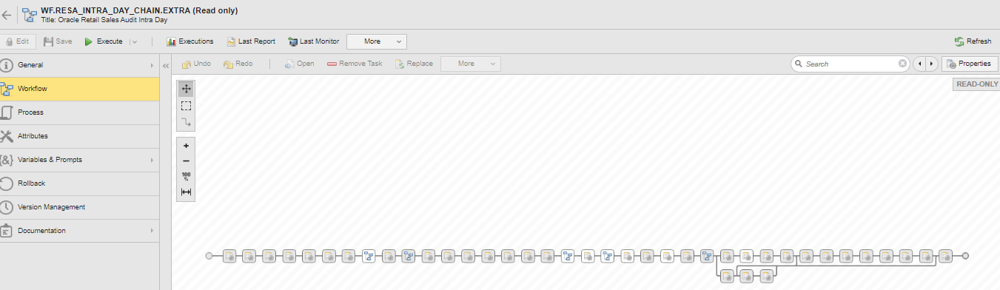 WF.RESA_INTRA_DAY_CHAIN.EXTRA (Read only)
Title: Oracle Retail Sales Audit Intra Day
Edit Save Execute Executions Last Report Last Monitor More Refresh
General
Undo Redo Open Remove Task Replace More Search Properties
READ-ONLY
Workflow
Process
Attributes
{&} Variables & Prompts
100
%
Rollback
Version Management
Documentation